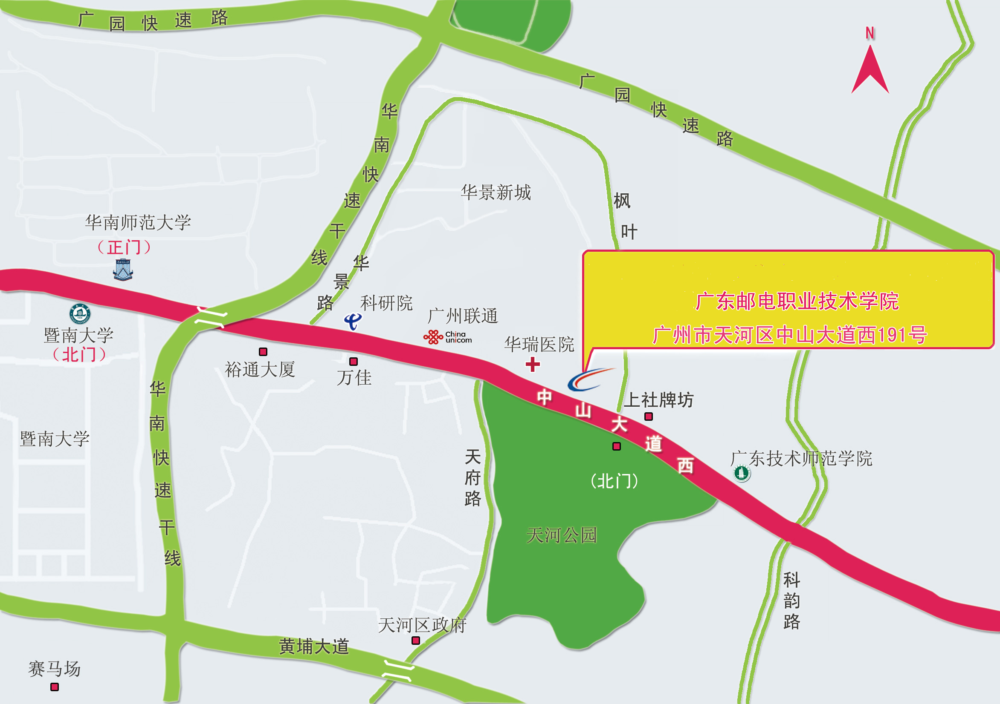 广园快速路
N
广园快速路
华南快速干线
华景新城
枫叶
华南师范大学
（正门）
华景路
科研院
广州联通
China
unicom
华瑞医院
广东邮电职业技术学院
广州市天河区中山大道西191号
暨南大学
（北门）
裕通大厦
万佳
中山大道西
上社牌坊
华南快速干线
暨南大学
天府路
(北门)
广东技术师范学院
天河公园
科韵路
天河区政府
黄埔大道
赛马场